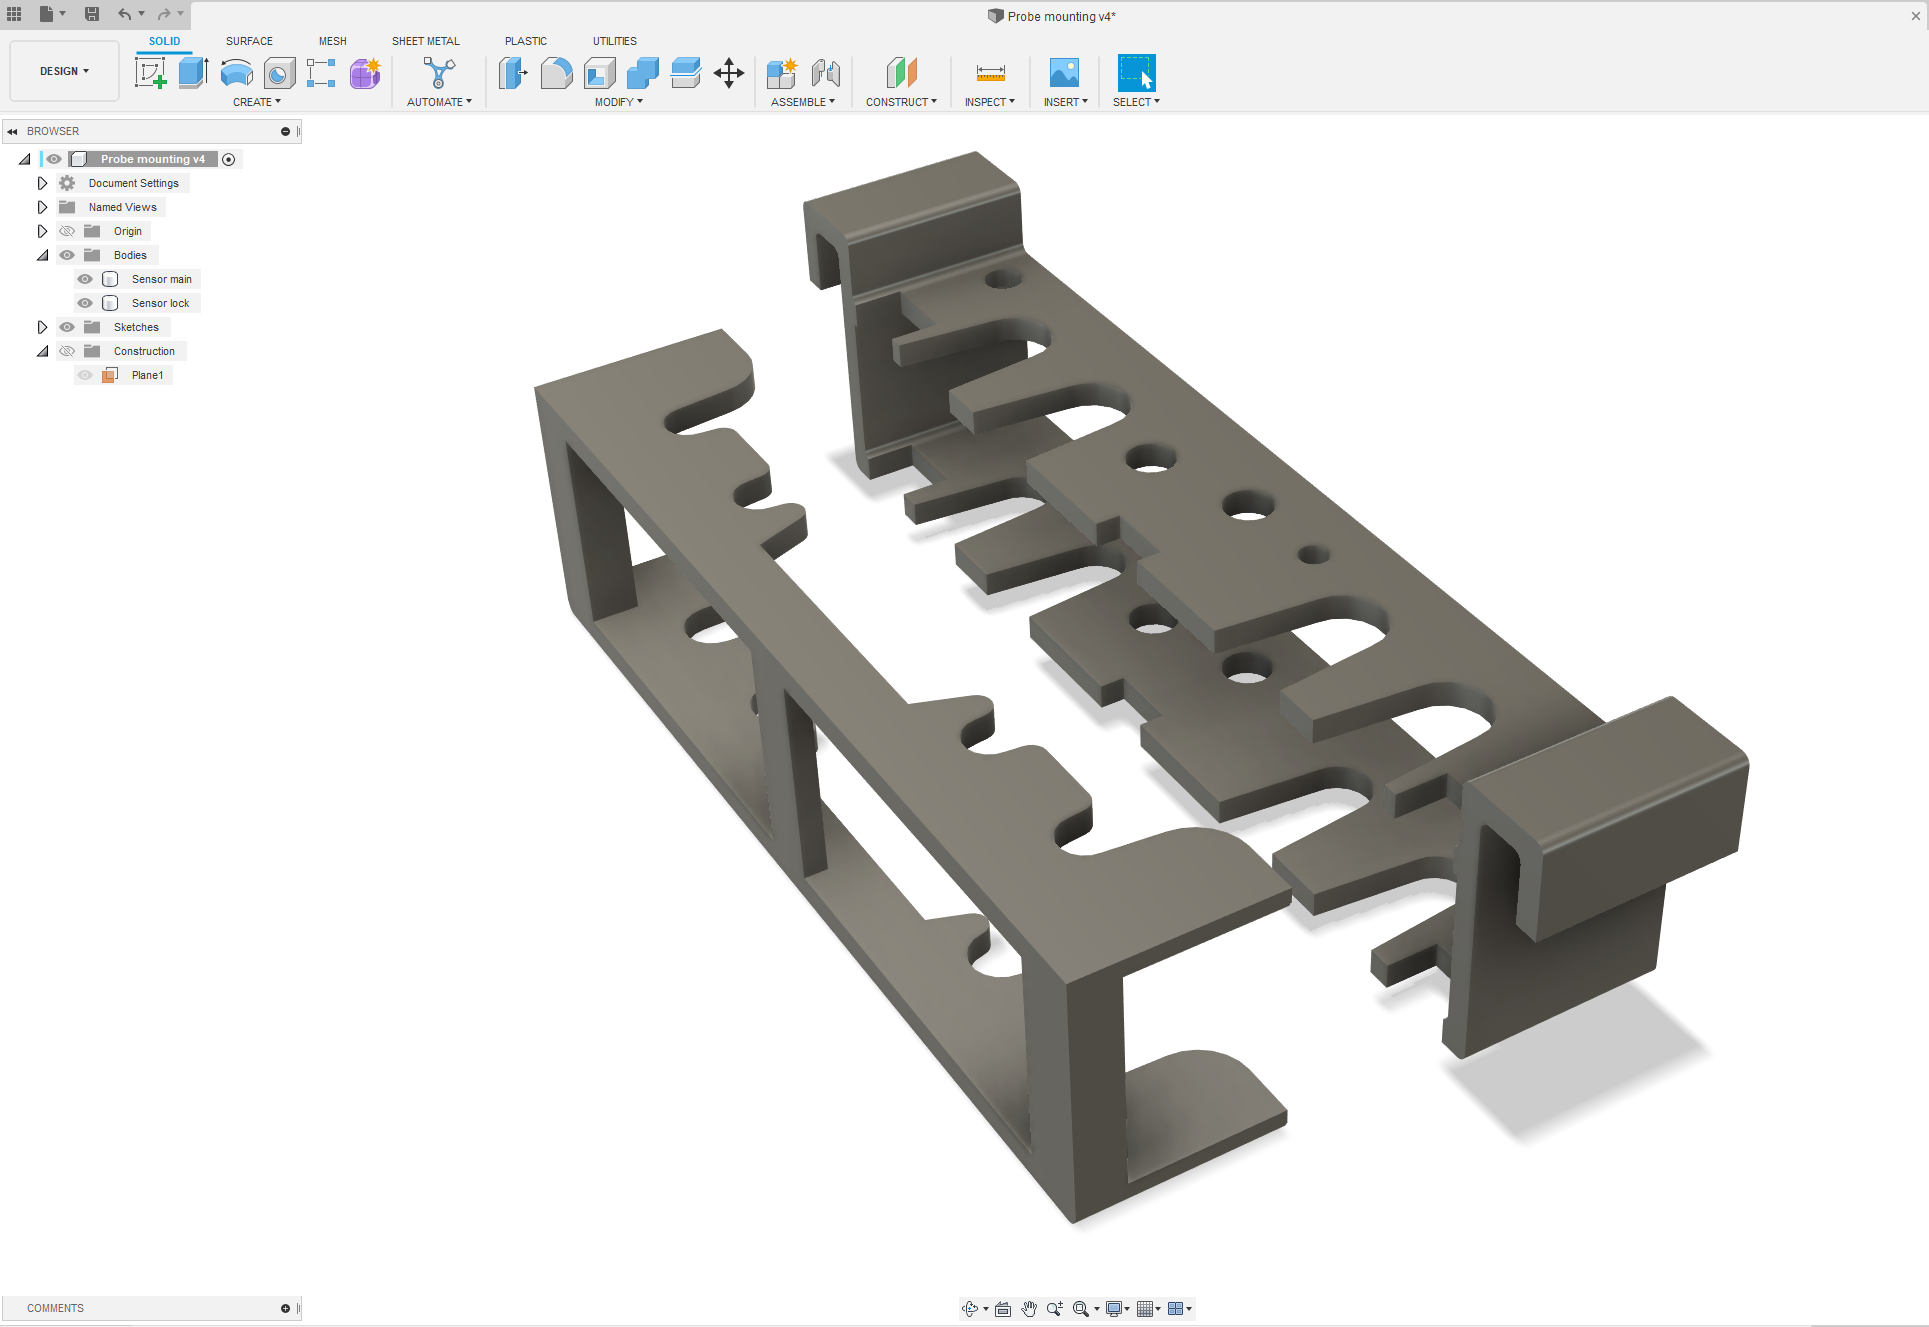 Probe mounting v4*
SOLID SURFACE MESH SHEET METAL PLASTIC UTILITIES
DESIGN
CREATE AUTOMATE MODIFY ASSEMBLE CONSTRUCT INSPECT INSERT SELECT
BROWSER
Probe mounting v4
Document Settings
Named Views
Origin
Bodies
Sensor main
Sensor lock
Sketches
Construction
Plane1
COMMENTS